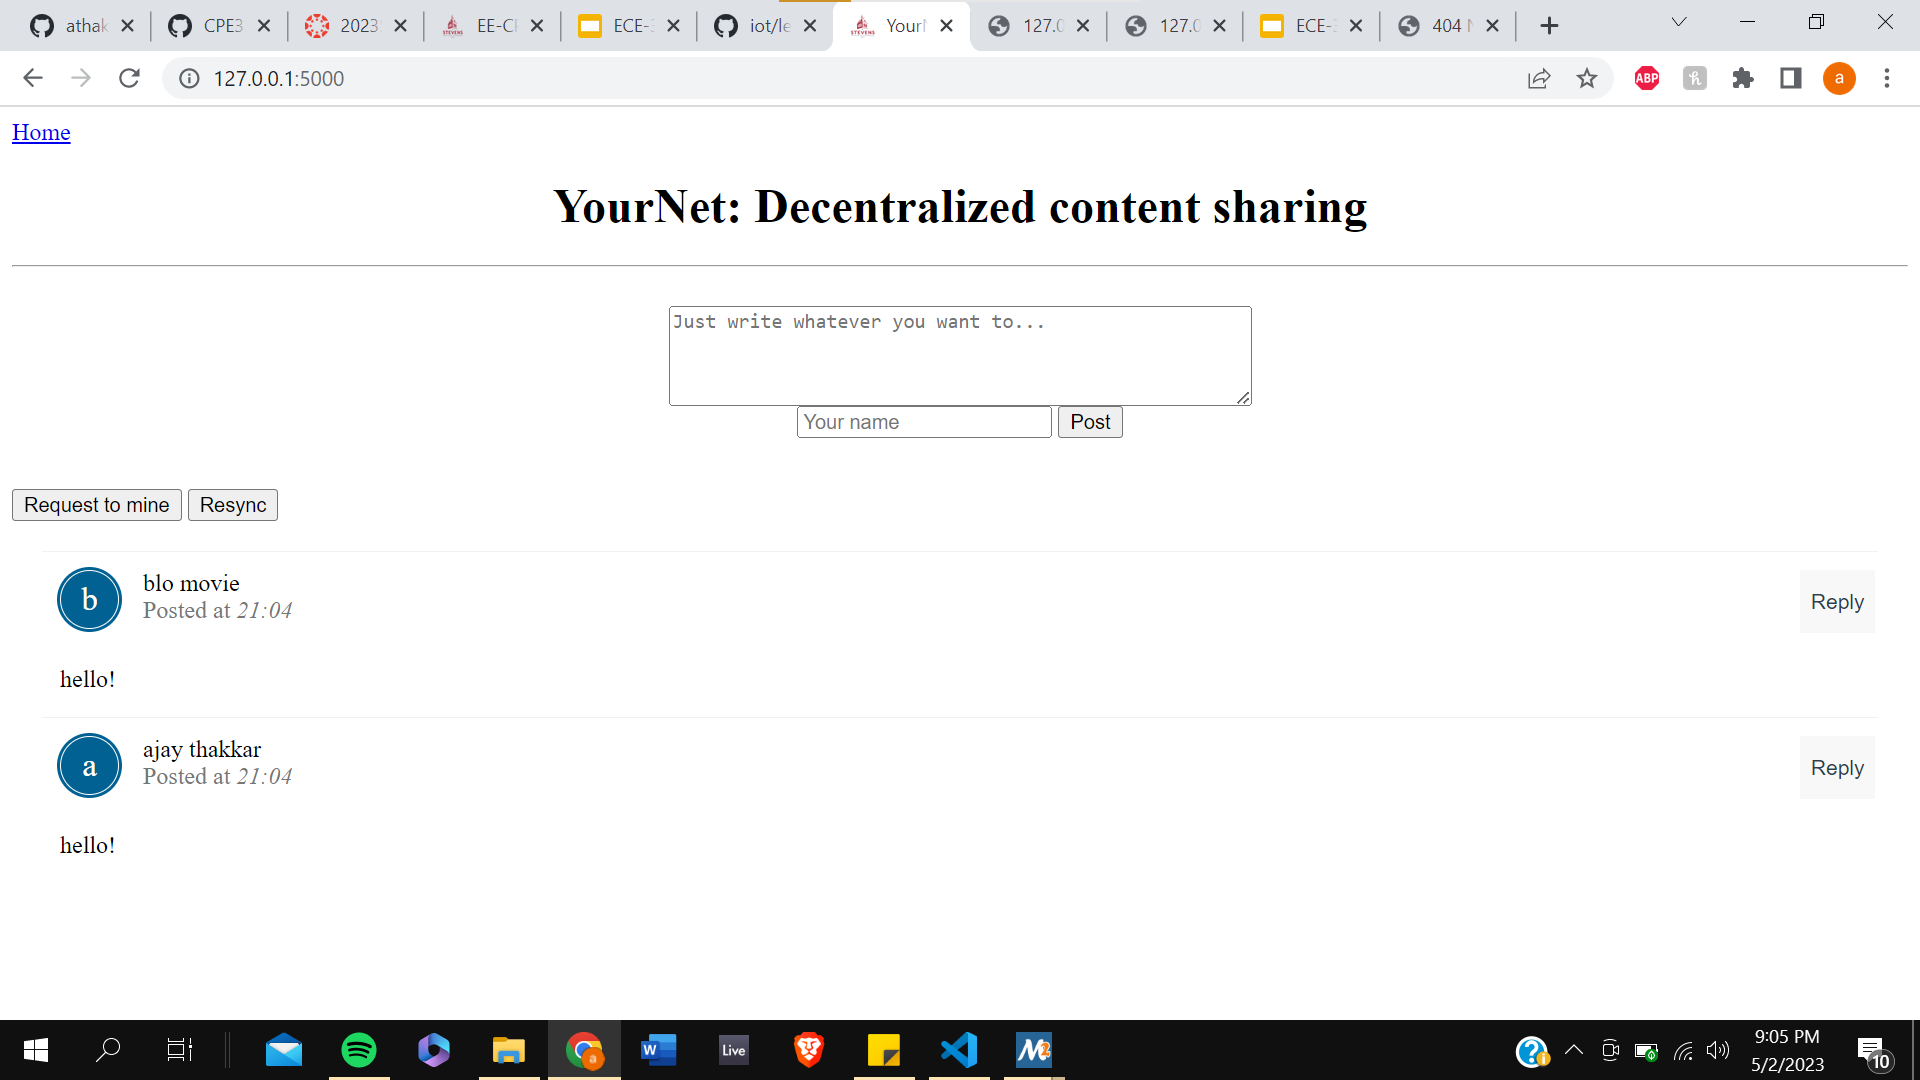 athak
CPE3
2023
EE-CP
ECE-3
iot/le
YourN
127.0
127.0
ECE-3
404 N
127.0.0.1:5000
ABP
a
Home
YourNet: Decentralized content sharing
Just write whatever you want to...
Your name
Post
Request to mine
Resync
b
blo movie
Posted at 21:04
Reply
hello!
a
ajay thakkar
Posted at 21:04
Reply
hello!
Live
9:05 PM
5/2/2023
10